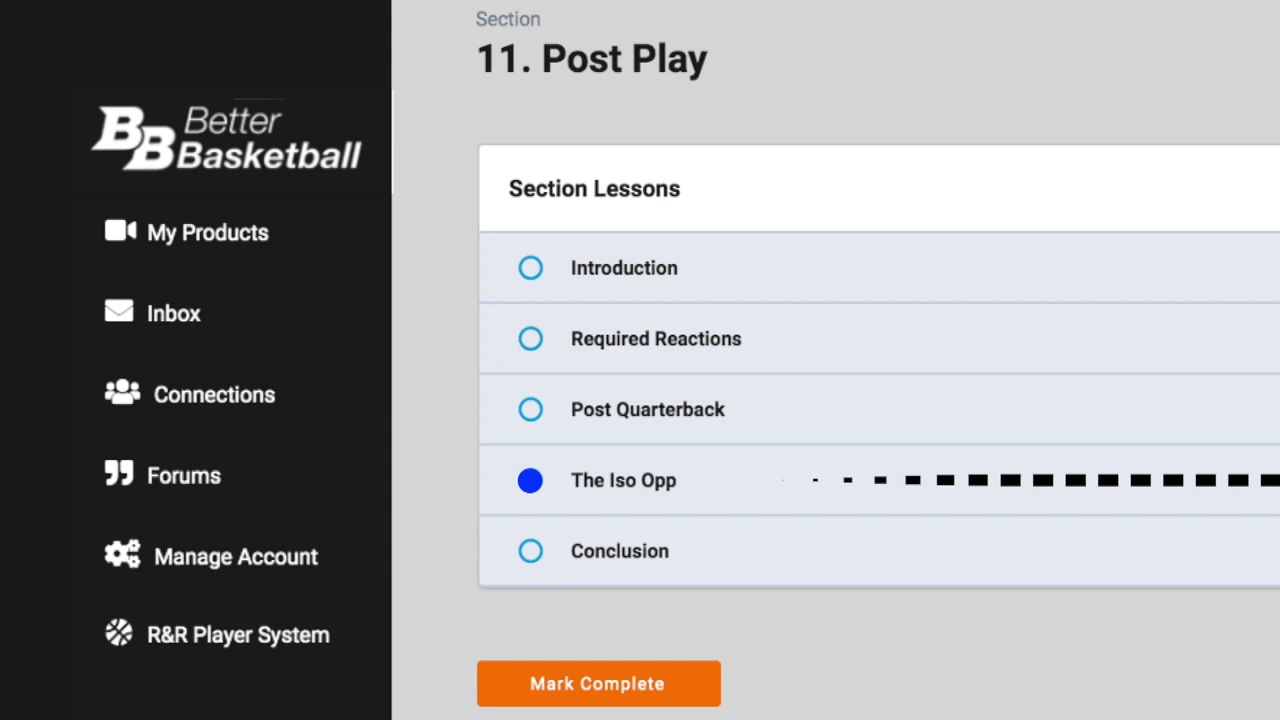 Section
11. Post Play
BB Better
Basketball
Section Lessons
My Products
Introduction
Inbox
Required Reactions
Connections
Post Quarterback
Forums
The Iso Opp
Manage Account
Conclusion
R&R Player System
Mark Complete